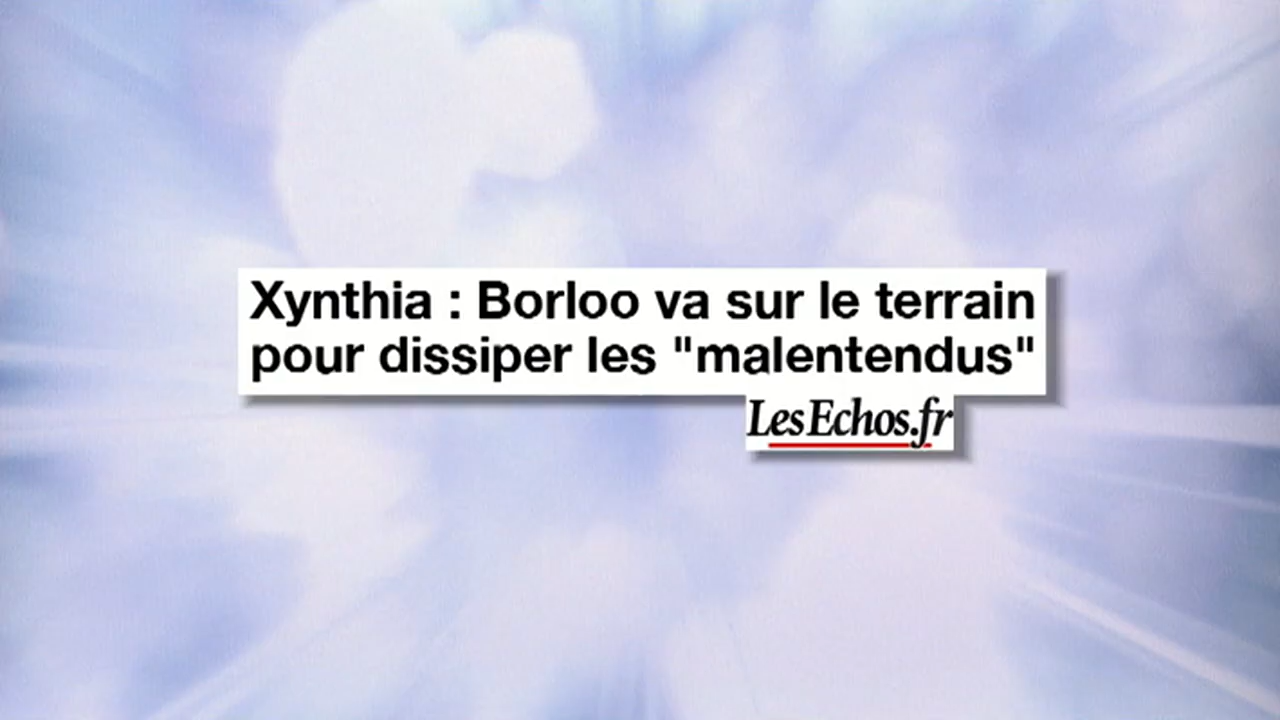 Xynthia : Borloo va sur le terrain
pour dissiper les "malentendus"
LesEchos.fr